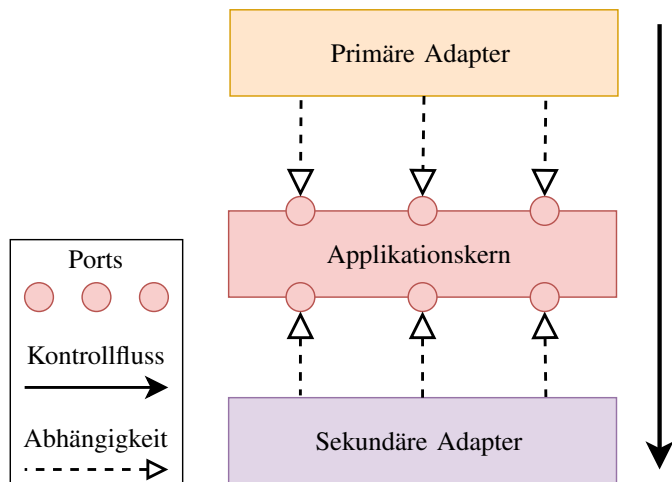 Primäre Adapter
Applikationskern
Ports
Kontrollfluss
Abhängigkeit
Sekundäre Adapter